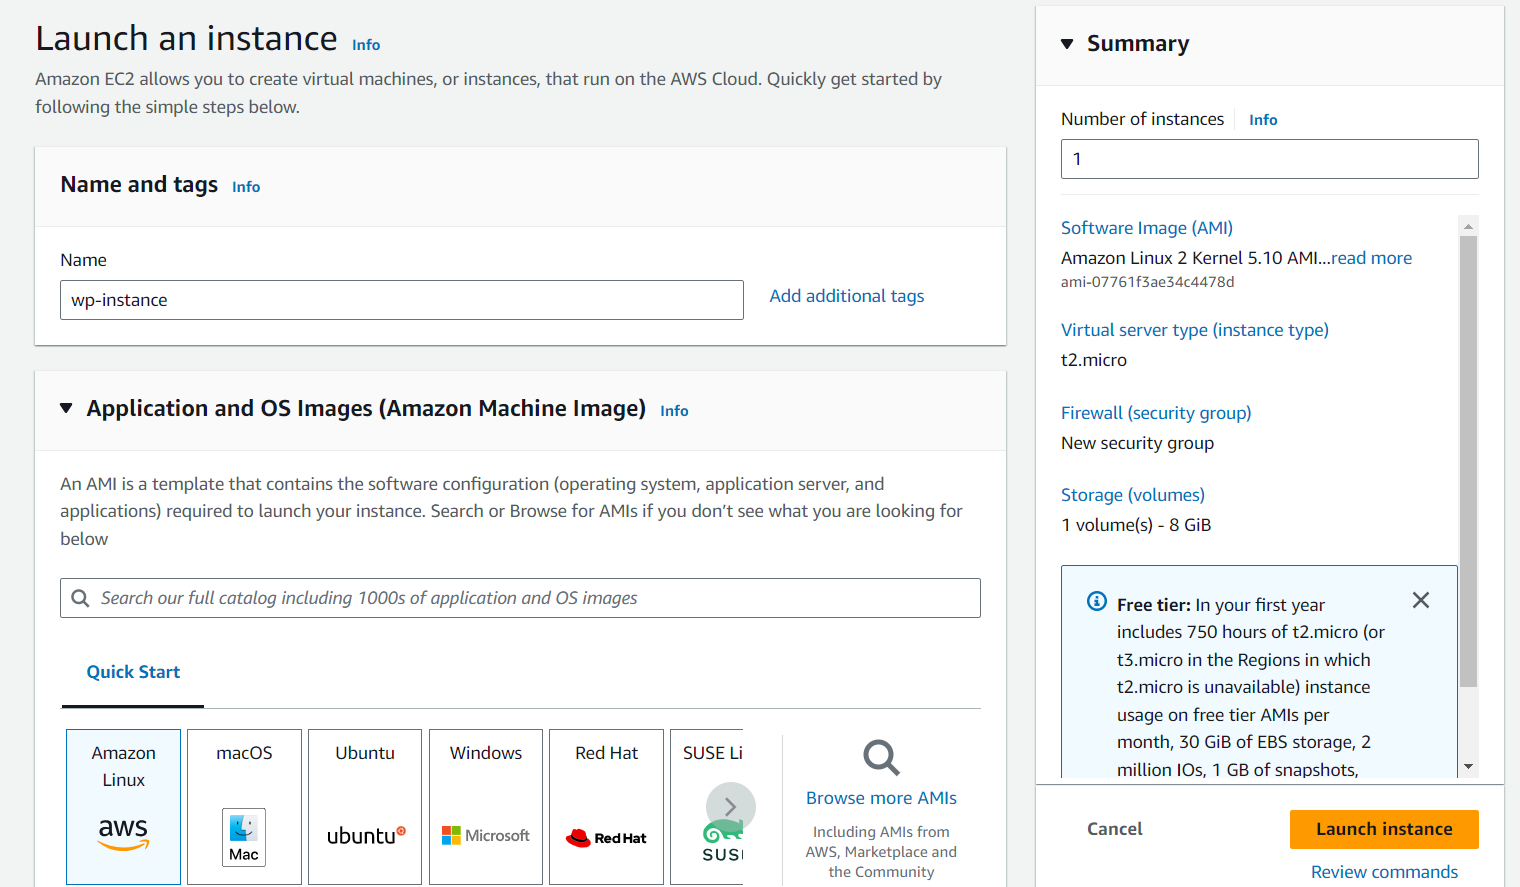 Launch an instance Info
Amazon EC2 allows you to create virtual machines, or instances, that run on the AWS Cloud. Quickly get started by
following the simple steps below.
Name and tags Info
Name
wp-instance
Add additional tags
Application and OS Images (Amazon Machine Image) Info
An AMI is a template that contains the software configuration (operating system, application server, and
applications) required to launch your instance. Search or Browse for AMIs if you don’t see what you are looking for
below
Search our full catalog including 1000s of application and OS images
Quick Start
Amazon
Linux
aws
macOS
Mac
Ubuntu
ubuntu
Windows
Microsoft
Red Hat
Red Hat
SUSE Li
SUS
Browse more AMIs
Including AMIs from
AWS, Marketplace and
the Community
Summary
Number of instances Info
1
Software Image (AMI)
Amazon Linux 2 Kernel 5.10 AMI...read more
ami-07761f3ae34c4478d
Virtual server type (instance type)
t2.micro
Firewall (security group)
New security group
Storage (volumes)
1 volume(s) - 8 GiB
Free tier: In your first year
includes 750 hours of t2.micro (or
t3.micro in the Regions in which
t2.micro is unavailable) instance
usage on free tier AMIs per
month, 30 GiB of EBS storage, 2
million IOs, 1 GB of snapshots,
Cancel
Launch instance
Review commands